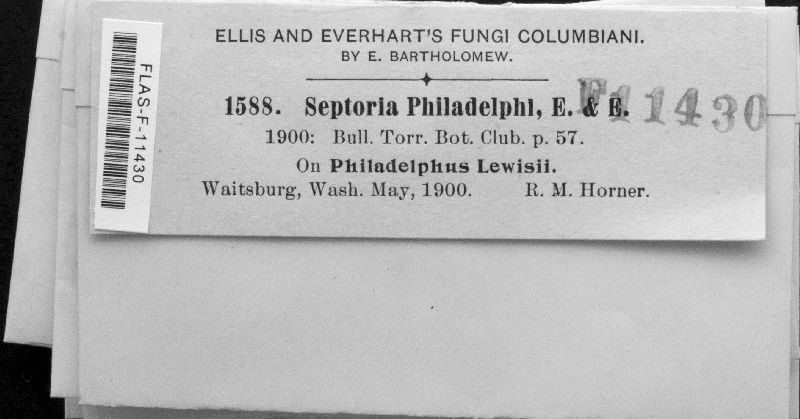 ELLIS AND EVERHART'S FUNGI COLUMBIANI.
BY E. BARTHOLOMEW.
1588. Septoria Philadelphi, E. & E.
F11430
1900: Bull. Torr. Bot. Club. p. 57.
On Philadelphus Lewisii.
Waitsburg, Wash. May, 1900. R. M. Horner.
FLAS-F-11430